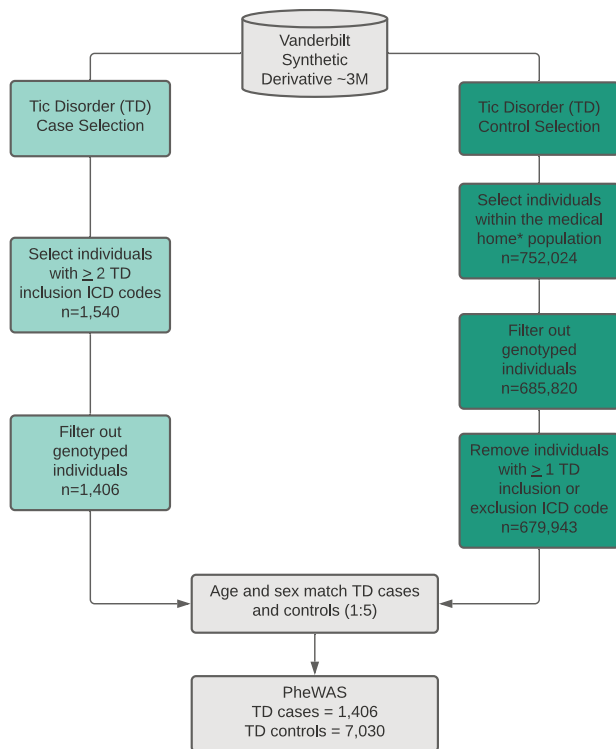 Vanderbilt
Synthetic
Derivative ~3M
Tic Disorder (TD)
Case Selection
Select individuals
with ≥ 2 TD
inclusion ICD codes
n=1,540
Filter out
genotyped
individuals
n=1,406
Tic Disorder (TD)
Control Selection
Select individuals
within the medical
home* population
n=752,024
Filter out
genotyped
individuals
n=685,820
Remove individuals
with ≥ 1 TD
inclusion or
exclusion ICD code
n=679,943
Age and sex match TD cases
and controls (1:5)
PheWAS
TD cases = 1,406
TD controls = 7,030